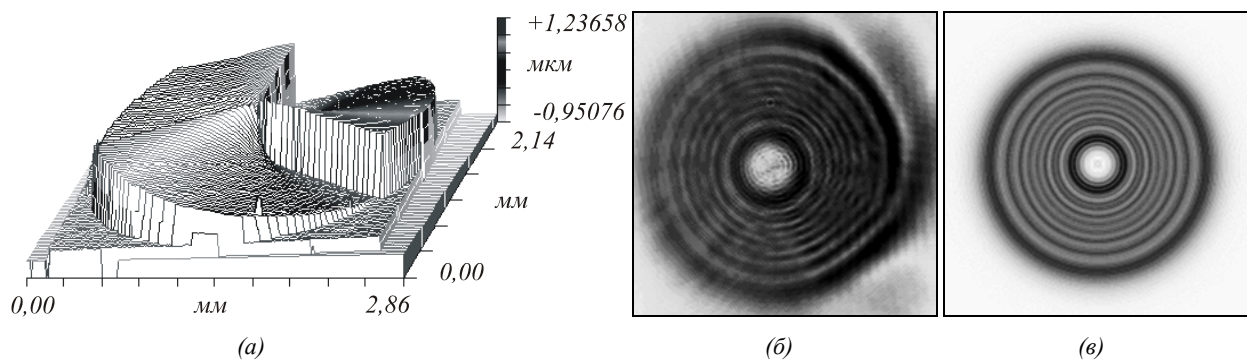 +1,23658
мкм
-0,95076
2,14
мм
0,00
0,00 мм 2,86
(а) (б) (в)